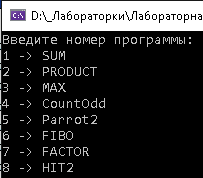 D:\_Лабораторки\Лабораторна
Введите номер программы:
1 -> SUM
2 -> PRODUCT
3 -> MAX
4 -> CountOdd
5 -> Parrot2
6 -> FIBO
7 -> FACTOR
8 -> HIT2